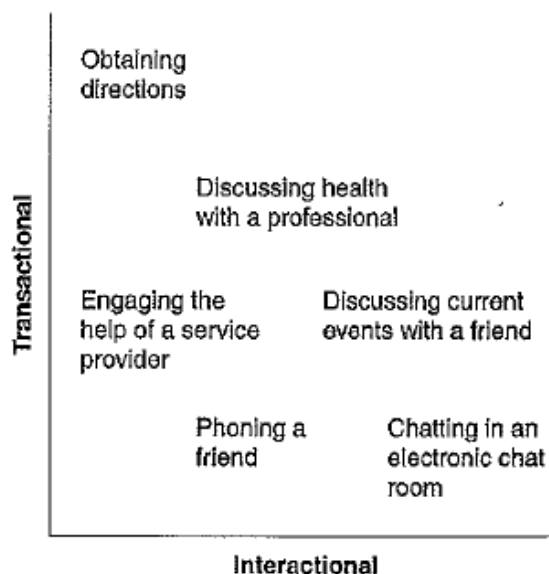 Obtaining
directions
Discussing health
with a professional
Transactional
Engaging the
help of a service
provider
Discussing current
events with a friend
Phoning a
friend
Chatting in an
electronic chat
room
Interactional